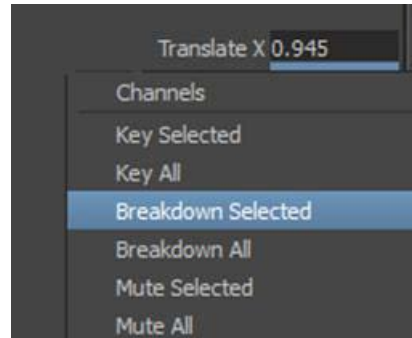 Translate X 0.945
Channels
Key Selected
Key All
Breakdown Selected
Breakdown All
Mute Selected
Mute All